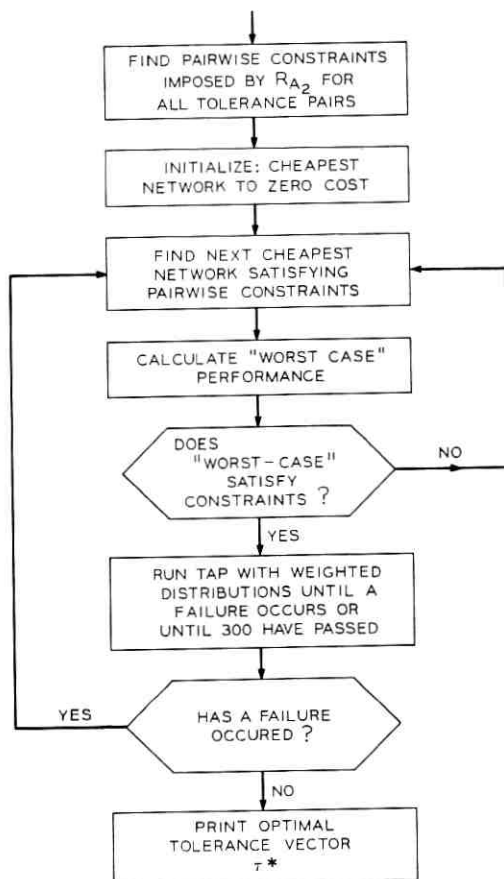 FIND PAIRWISE CONSTRAINTS
IMPOSED BY RA2 FOR
ALL TOLERANCE PAIRS
INITIALIZE: CHEAPEST
NETWORK TO ZERO COST
FIND NEXT CHEAPEST
NETWORK SATISFYING
PAIRWISE CONSTRAINTS
CALCULATE "WORST CASE"
PERFORMANCE
DOES
"WORST-CASE"
SATISFY
CONSTRAINTS ?
NO
YES
RUN TAP WITH WEIGHTED
DISTRIBUTIONS UNTIL A
FAILURE OCCURS OR
UNTIL 300 HAVE PASSED
YES
HAS A FAILURE
OCCURED ?
NO
PRINT OPTIMAL
TOLERANCE VECTOR
τ*